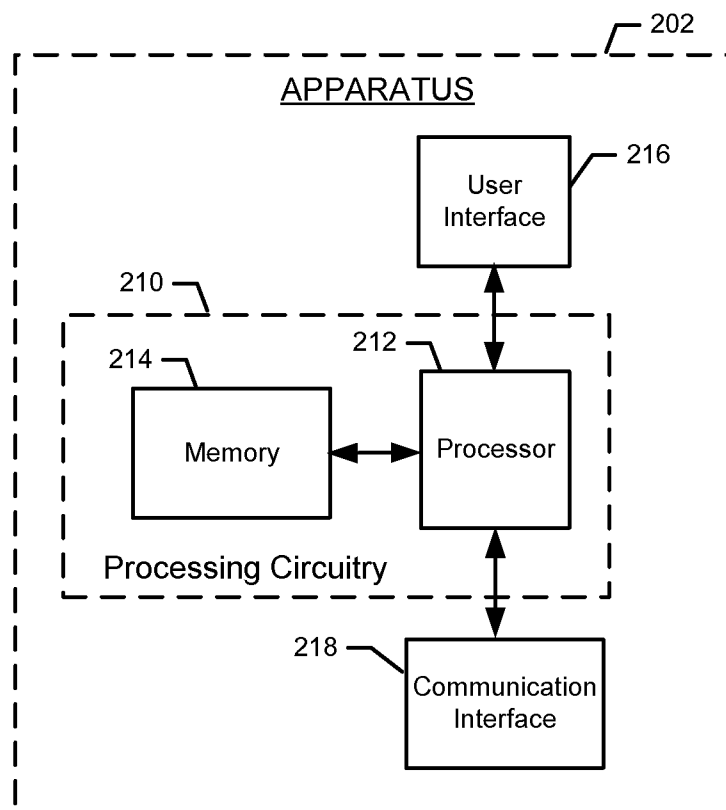 202
APPARATUS
216
User
Interface
210
212
214
Memory
Processor
Processing Circuitry
218
Communication
Interface